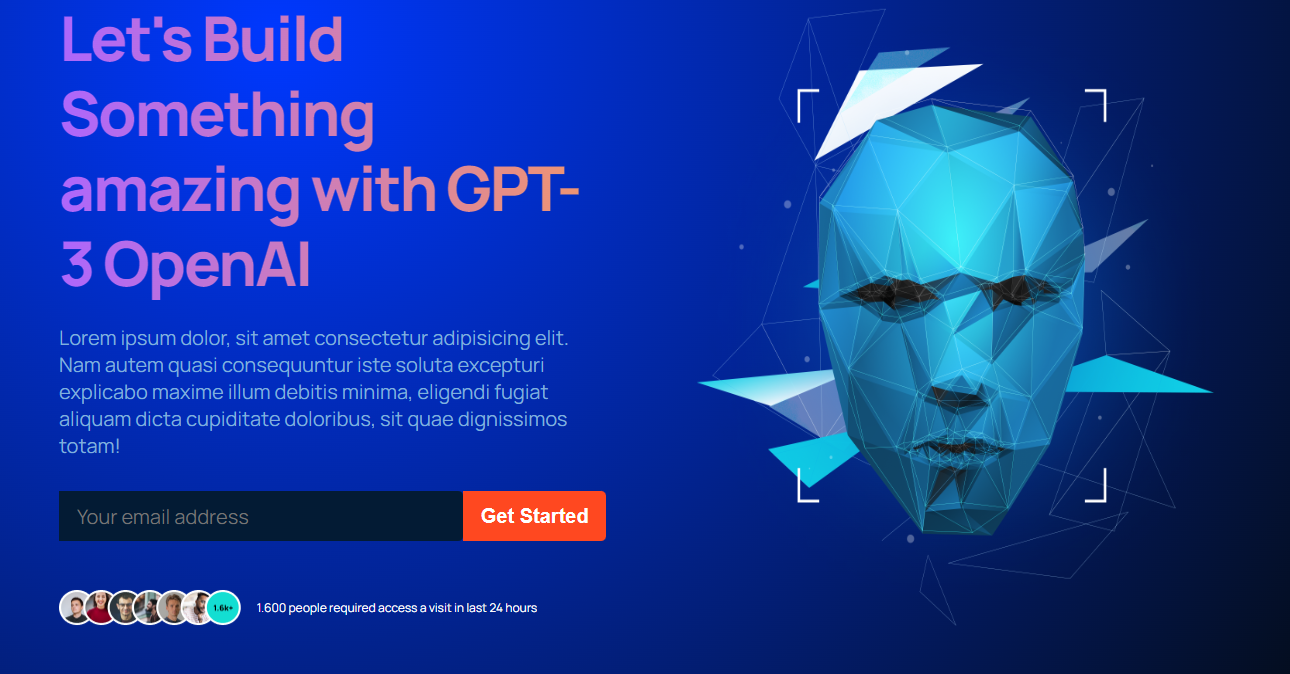 Let's Build
Something
amazing with GPT-
3 OpenAI
Lorem ipsum dolor, sit amet consectetur adipisicing elit.
Nam autem quasi consequuntur iste soluta excepturi
explicabo maxime illum debitis minima, eligendi fugiat
aliquam dicta cupiditate doloribus, sit quae dignissimos
totam!
Your email address
Get Started
1.6k+
1.600 people required access a visit in last 24 hours